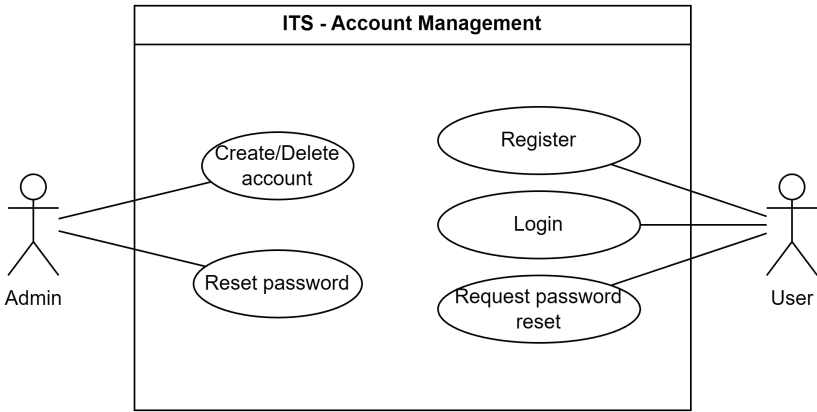 ITS - Account Management
Create/Delete
account
Reset password
Register
Login
Request password
reset
Admin
User